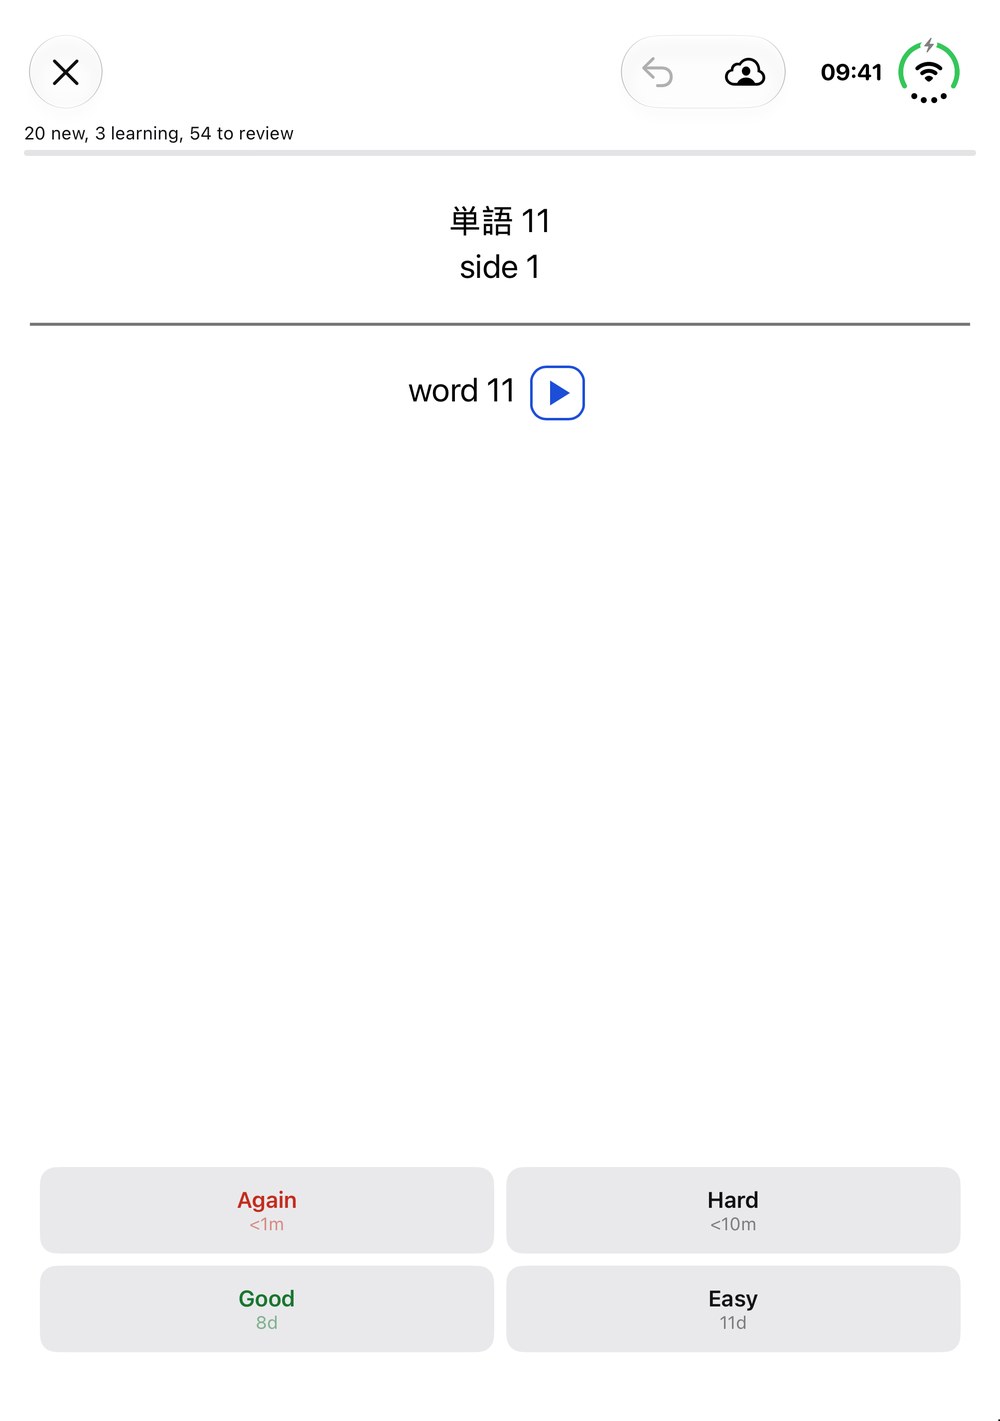 09:41
20 new, 3 learning, 54 to review
単語 11
side 1
word 11
Again
<1m
Hard
<10m
Good
8d
Easy
11d